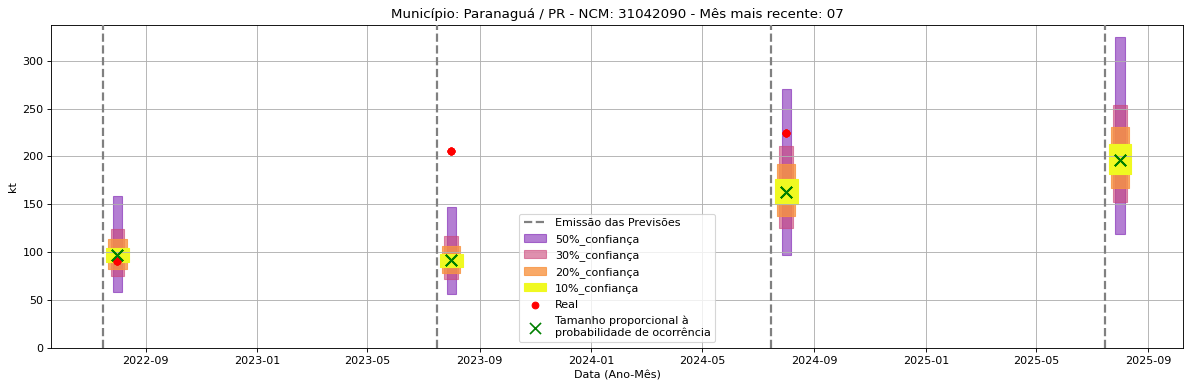 Município: Paranaguá / PR - NCM: 31042090 - Mês mais recente: 07
300
250
200
150
100
50
0
kt
Emissão das Previsões
50%_confiança
30%_confiança
20%_confiança
10%_confiança
Real
Tamanho proporcional à
probabilidade de ocorrência
2022-09
2023-01
2023-05
2023-09
2024-01
2024-05
2024-09
2025-01
2025-05
2025-09
Data (Ano-Mês)